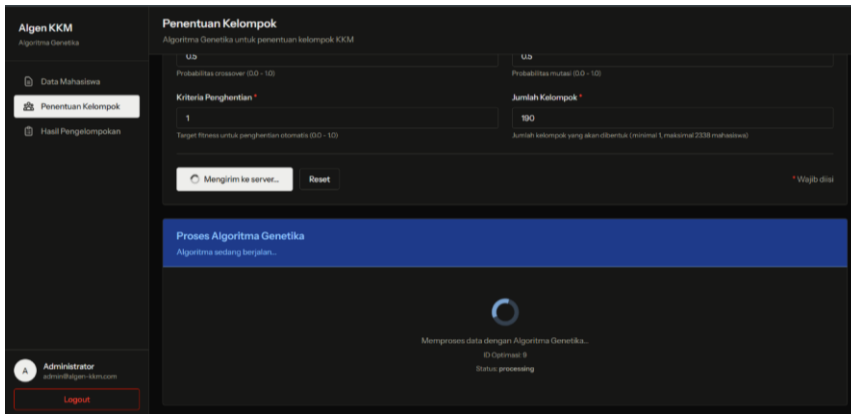 Algen KKM
Algoritma Genetika
Data Mahasiswa
Penentuan Kelompok
Hasil Pengelompokan
Administrator
admin@algen-kkm.com
Logout
Penentuan Kelompok
Algoritma Genetika untuk penentuan kelompok KKM
0.5
0.5
Probabilitas crossover (0.0 - 1.0)
Probabilitas mutasi (0.0 - 1.0)
Kriteria Penghentian *
Jumlah Kelompok *
1
190
Target fitness untuk penghentian otomatis (0.0 - 1.0)
Jumlah kelompok yang akan dibentuk (minimal 1, maksimal 2338 mahasiswa)
Mengirim ke server...
Reset
* Wajib diisi
Proses Algoritma Genetika
Algoritma sedang berjalan...
Memproses data dengan Algoritma Genetika...
ID Optimasi: 9
Status: processing
A